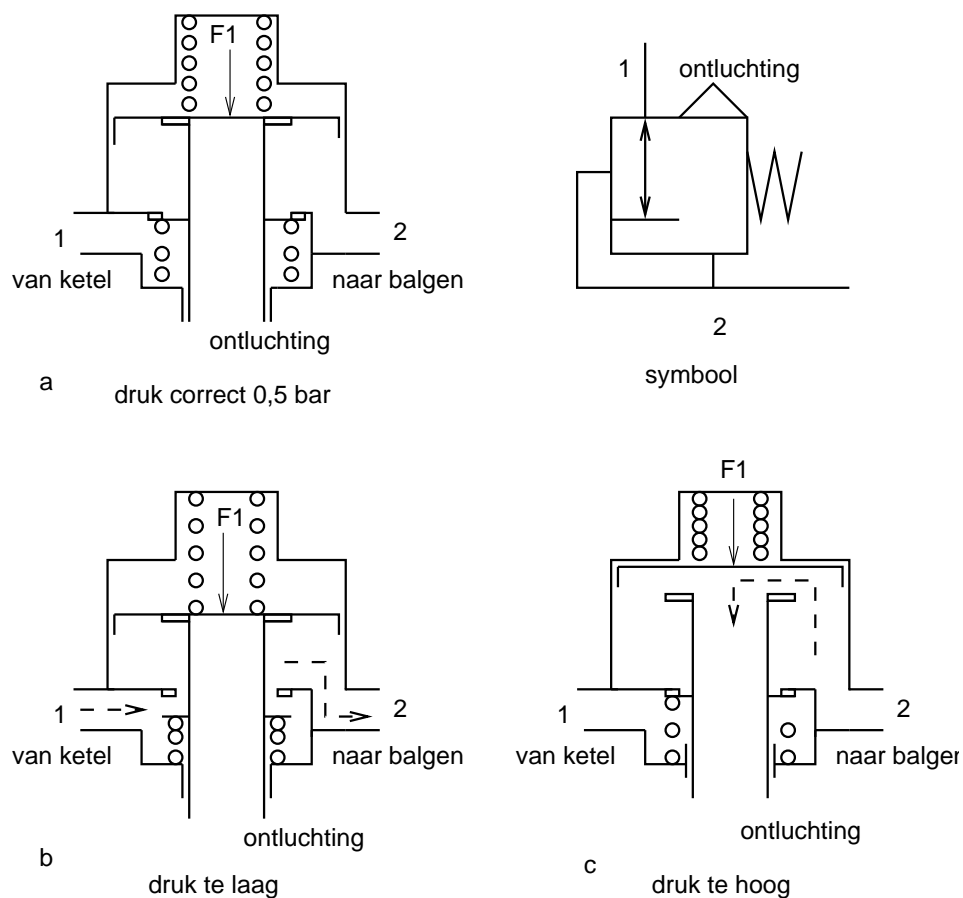 F1
1
2
van ketel
naar balgen
ontluchting
a
druk correct 0,5 bar
1
ontluchting
2
symbool
F1
1
2
van ketel
naar balgen
ontluchting
b
druk te laag
F1
1
2
van ketel
naar balgen
ontluchting
c
druk te hoog